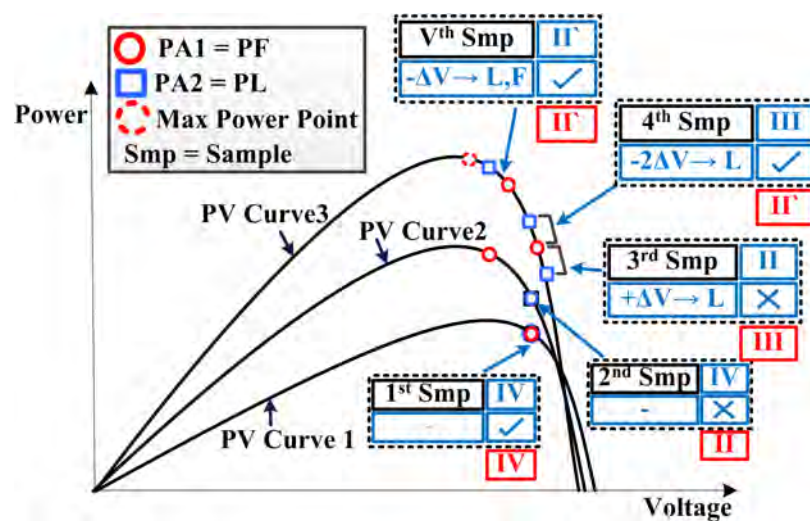 PA1 = PF
PA2 = PL
Max Power Point
Smp = Sample
Power
Vth Smp II`
-ΔV→ L,F ✓
II`
4th Smp III
-2ΔV→ L ✓
II`
PV Curve3
PV Curve2
3rd Smp II
+ΔV→ L ✕
III
1st Smp IV
- ✓
IV
2nd Smp IV
- ✕
II
PV Curve 1
Voltage